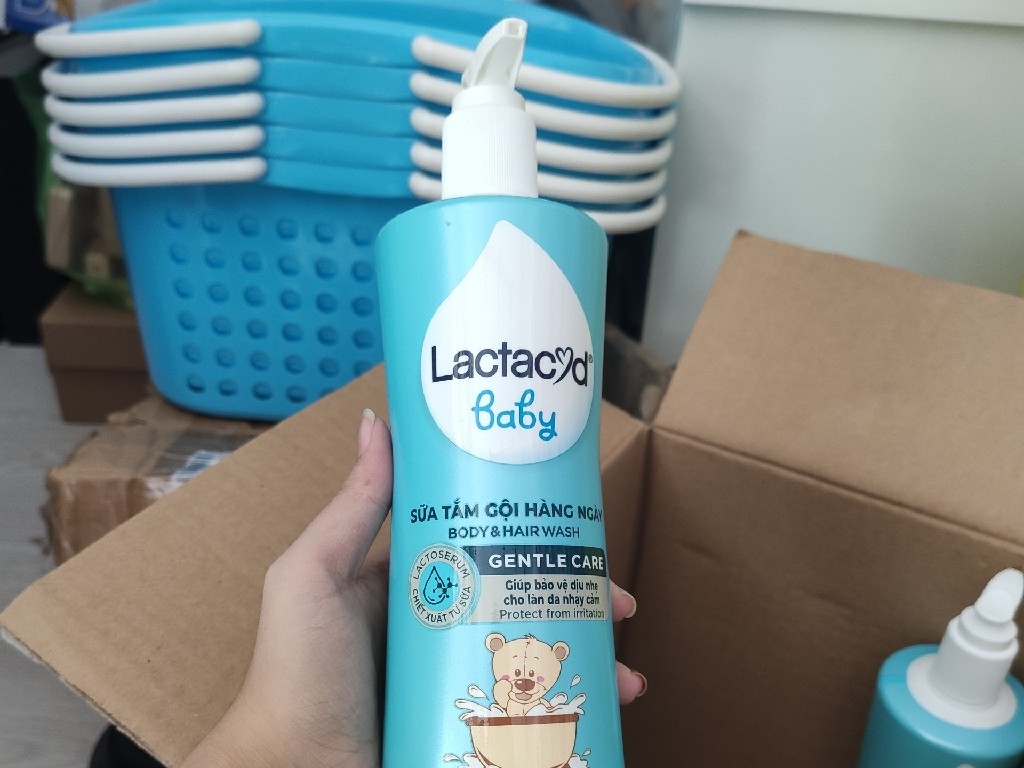 Lactacyd®
baby
SỮA TẮM GỘI HÀNG NGÀY
BODY & HAIR WASH
GENTLE CARE
Giúp bảo vệ dịu nhẹ
cho làn da nhạy cảm
Protect from irritation
LACTOSERUM
CHIẾT XUẤT TỪ SỮA